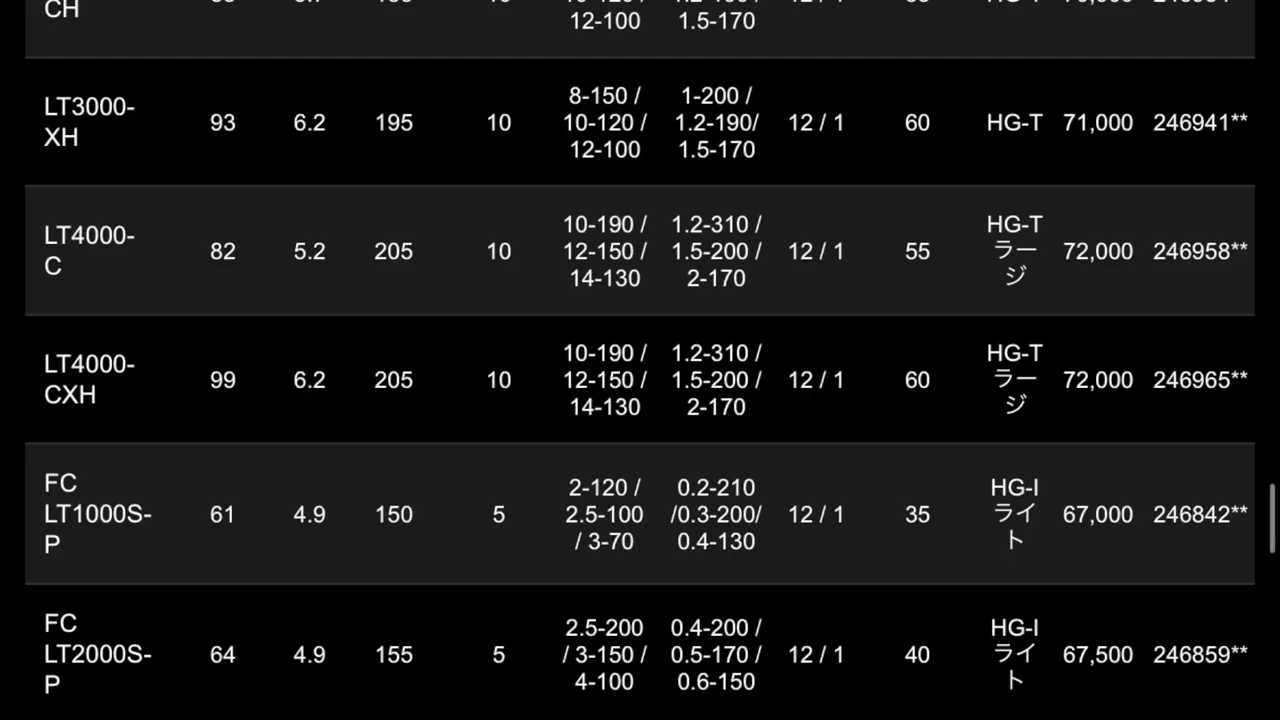 CH
12-100
1.5-170
LT3000-
XH
93
6.2
195
10
8-150 /
10-120 /
12-100
1-200 /
1.2-190/
1.5-170
12 / 1
60
HG-T
71,000
246941**
LT4000-
C
82
5.2
205
10
10-190 /
12-150 /
14-130
1.2-310 /
1.5-200 /
2-170
12 / 1
55
HG-T
ラー
ジ
72,000
246958**
LT4000-
CXH
99
6.2
205
10
10-190 /
12-150 /
14-130
1.2-310 /
1.5-200 /
2-170
12 / 1
60
HG-T
ラー
ジ
72,000
246965**
FC
LT1000S-
P
61
4.9
150
5
2-120 /
2.5-100
/ 3-70
0.2-210
/0.3-200/
0.4-130
12 / 1
35
HG-I
ライ
ト
67,000
246842**
FC
LT2000S-
P
64
4.9
155
5
2.5-200
/ 3-150 /
4-100
0.4-200 /
0.5-170 /
0.6-150
12 / 1
40
HG-I
ライ
ト
67,500
246859**